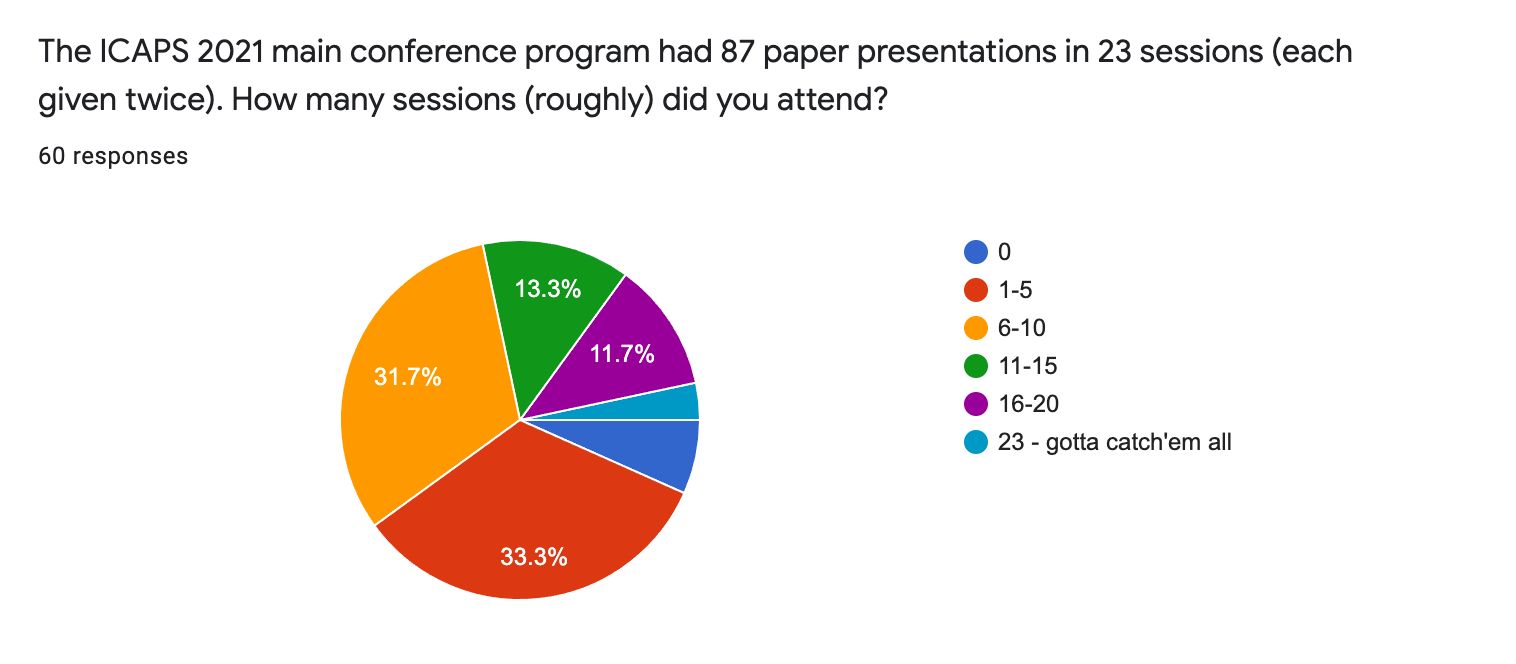 The ICAPS 2021 main conference program had 87 paper presentations in 23 sessions (each
given twice). How many sessions (roughly) did you attend?
60 responses
0
1-5
6-10
11-15
16-20
23 - gotta catch'em all
13.3%
11.7%
31.7%
33.3%